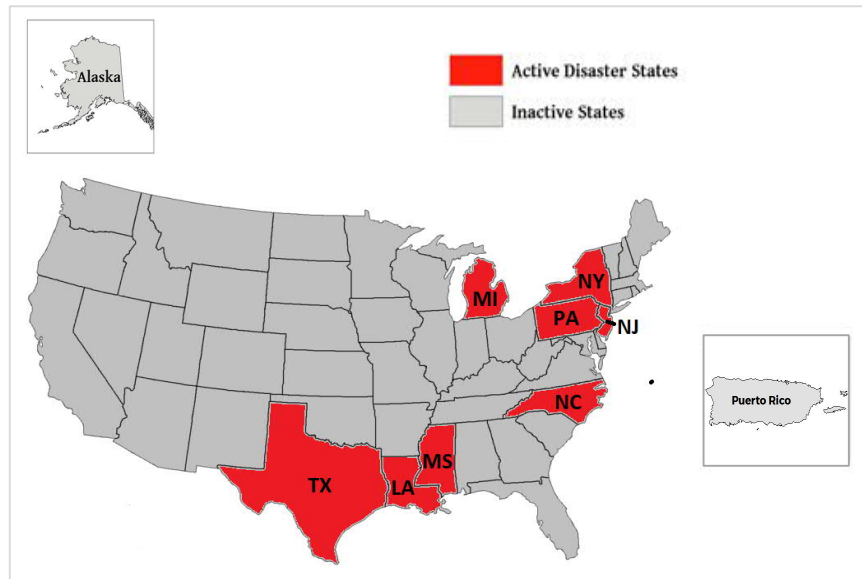 Alaska
Active Disaster States
Inactive States
MI
NY
PA
NJ
NC
MS
TX
LA
Puerto Rico